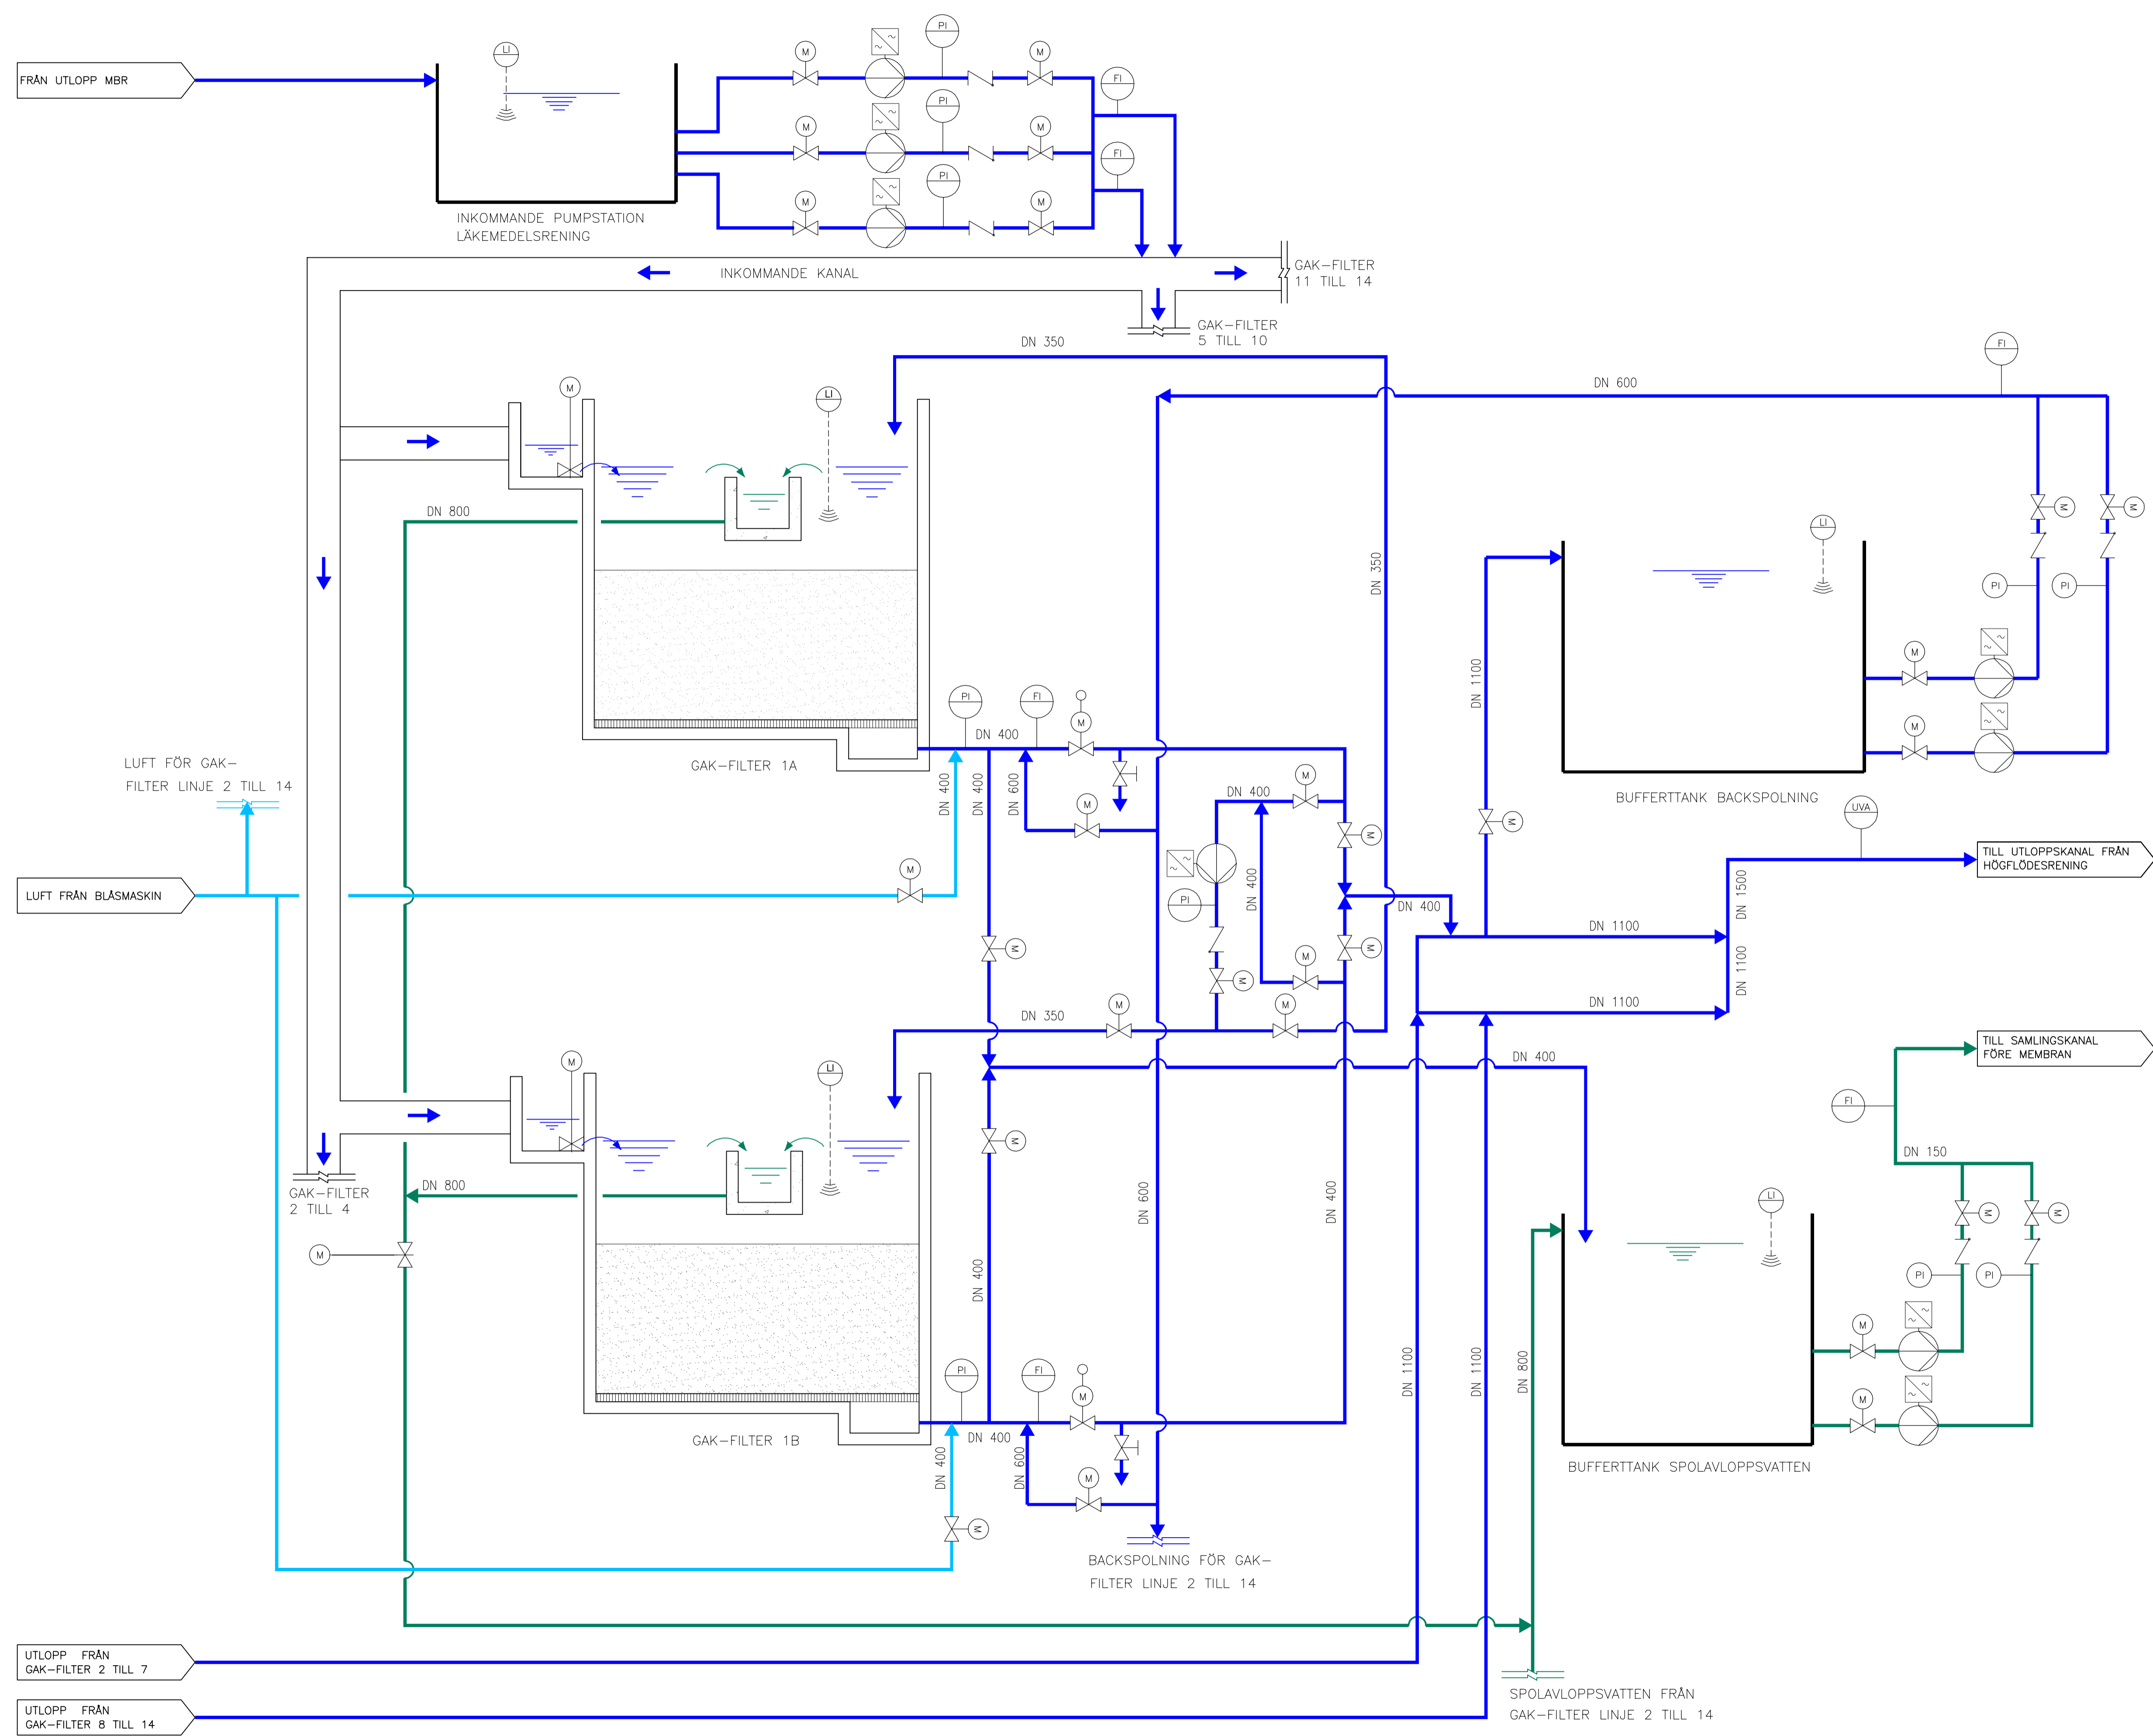 PI
LI
M
M
FI
FRÅN UTLOPP MBR
PI
M
M
FI
PI
M
M
INKOMMANDE PUMPSTATION
LÄKEMEDELSRENING
INKOMMANDE KANAL
GAK-FILTER
11 TILL 14
GAK-FILTER
5 TILL 10
DN 350
FI
DN 600
M
LI
DN 800
M
M
LI
DN 350
PI
PI
M
DN 1100
M
BUFFERTTANK BACKSPOLNING
PI
FI
M
DN 400
GAK-FILTER 1A
LUFT FÖR GAK-
FILTER LINJE 2 TILL 14
DN 400
DN 400
DN 600
M
M
DN 400
M
M
UVA
TILL UTLOPPSKANAL FRÅN
HÖGFLÖDESRENING
LUFT FRÅN BLÅSMASKIN
M
PI
DN 400
DN 400
DN 1500
DN 1100
M
M
M
M
DN 1100
DN 1100
DN 350
M
M
TILL SAMLINGSKANAL
FÖRE MEMBRAN
DN 400
M
LI
FI
M
DN 150
GAK-FILTER
2 TILL 4
DN 800
DN 600
DN 400
LI
M
M
M
DN 400
PI
PI
M
M
DN 1100
DN 1100
DN 800
PI
FI
M
DN 400
GAK-FILTER 1B
DN 400
DN 600
M
M
BUFFERTTANK SPOLAVLOPPSVATTEN
BACKSPOLNING FÖR GAK-
FILTER LINJE 2 TILL 14
UTLOPP FRÅN
GAK-FILTER 2 TILL 7
SPOLAVLOPPSVATTEN FRÅN
GAK-FILTER LINJE 2 TILL 14
UTLOPP FRÅN
GAK-FILTER 8 TILL 14